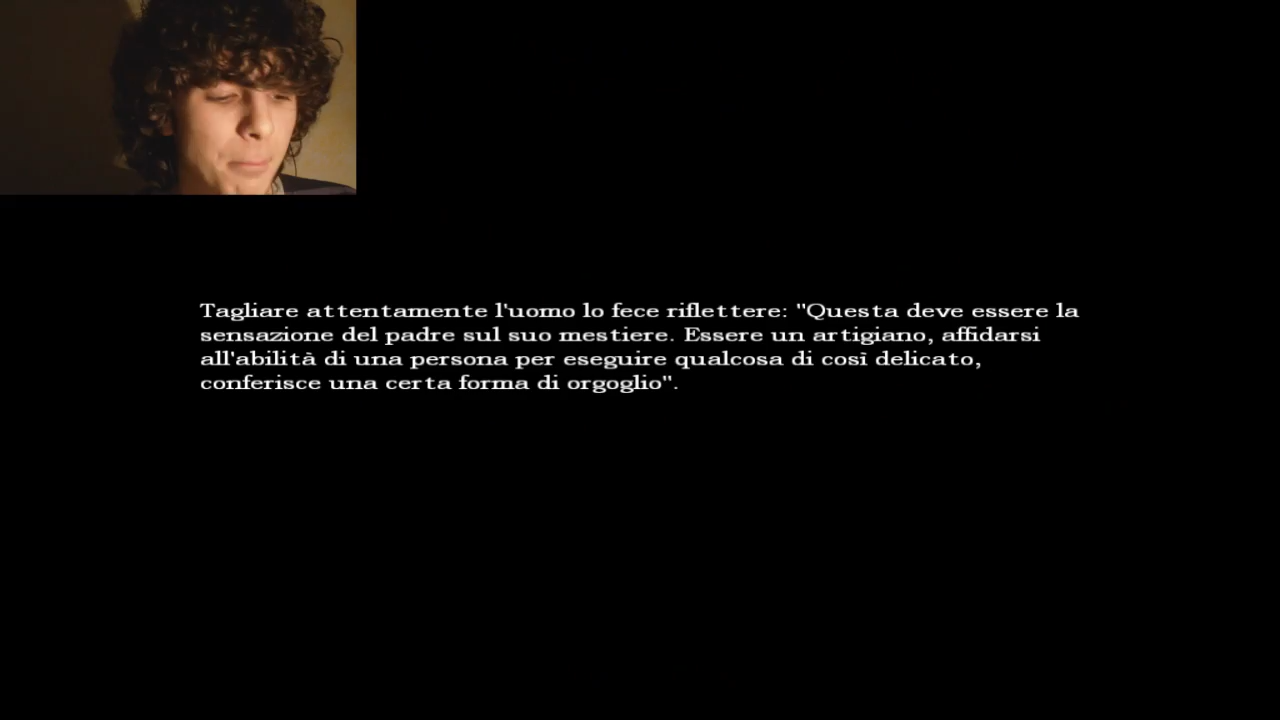 Tagliare attentamente l'uomo lo fece riflettere: "Questa deve essere la
sensazione del padre sul suo mestiere. Essere un artigiano, affidarsi
all'abilità di una persona per eseguire qualcosa di così delicato,
conferisce una certa forma di orgoglio".